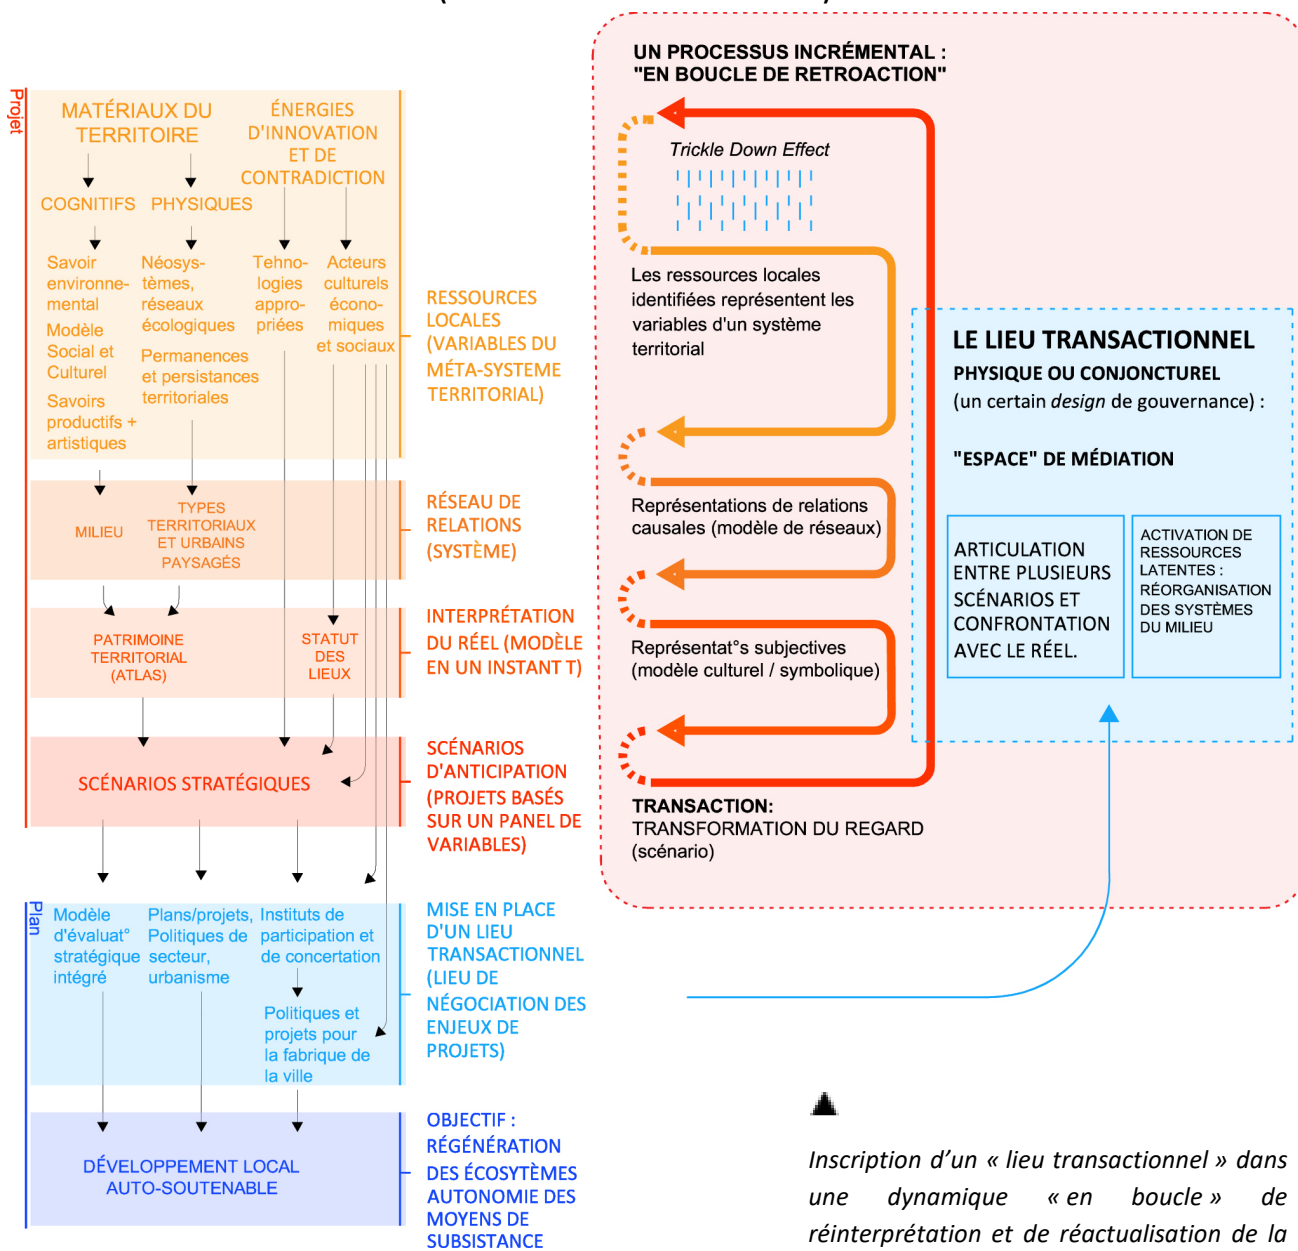 Projet
MATÉRIAUX DU
TERRITOIRE
ÉNERGIES
D'INNOVATION
ET DE
CONTRADICTION
COGNITIFS
PHYSIQUES
Savoir
environne-
mental
Modèle
Social et
Culturel
Savoirs
productifs +
artistiques
Néosys-
tèmes,
réseaux
écologiques
Permanences
et persistances
territoriales
Tehno-
logies
appro-
priées
Acteurs
culturels
écono-
miques
et sociaux
RESSOURCES
LOCALES
(VARIABLES DU
MÉTA-SYSTEME
TERRITORIAL)
MILIEU
TYPES
TERRITORIAUX
ET URBAINS
PAYSAGÉS
RÉSEAU DE
RELATIONS
(SYSTÈME)
PATRIMOINE
TERRITORIAL
(ATLAS)
STATUT
DES
LIEUX
INTERPRÉTATION
DU RÉEL (MODÈLE
EN UN INSTANT T)
SCÉNARIOS STRATÉGIQUES
SCÉNARIOS
D'ANTICIPATION
(PROJETS BASÉS
SUR UN PANEL DE
VARIABLES)
Plan
Modèle
d'évaluat°
stratégique
intégré
Plans/projets,
Politiques de
secteur,
urbanisme
Instituts de
participation et
de concertation
Politiques et
projets pour
la fabrique de
la ville
MISE EN PLACE
D'UN LIEU
TRANSACTIONNEL
(LIEU DE
NÉGOCIATION DES
ENJEUX DE
PROJETS)
DÉVELOPPEMENT LOCAL
AUTO-SOUTENABLE
OBJECTIF :
RÉGÉNÉRATION
DES ÉCOSYTÈMES
AUTONOMIE DES
MOYENS DE
SUBSISTANCE
UN PROCESSUS INCRÉMENTAL :
"EN BOUCLE DE RETROACTION"
Trickle Down Effect
Les ressources locales
identifiées représentent les
variables d'un système
territorial
Représentations de relations
causales (modèle de réseaux)
Représentat°s subjectives
(modèle culturel / symbolique)
TRANSACTION:
TRANSFORMATION DU REGARD
(scénario)
LE LIEU TRANSACTIONNEL
PHYSIQUE OU CONJONCTUREL
(un certain design de gouvernance) :
"ESPACE" DE MÉDIATION
ARTICULATION
ENTRE PLUSIEURS
SCÉNARIOS ET
CONFRONTATION
AVEC LE RÉEL.
ACTIVATION DE
RESSOURCES
LATENTES :
RÉORGANISATION
DES SYSTÈMES
DU MILIEU
Inscription d'un « lieu transactionnel » dans
une dynamique « en boucle » de
réinterprétation et de réactualisation de la